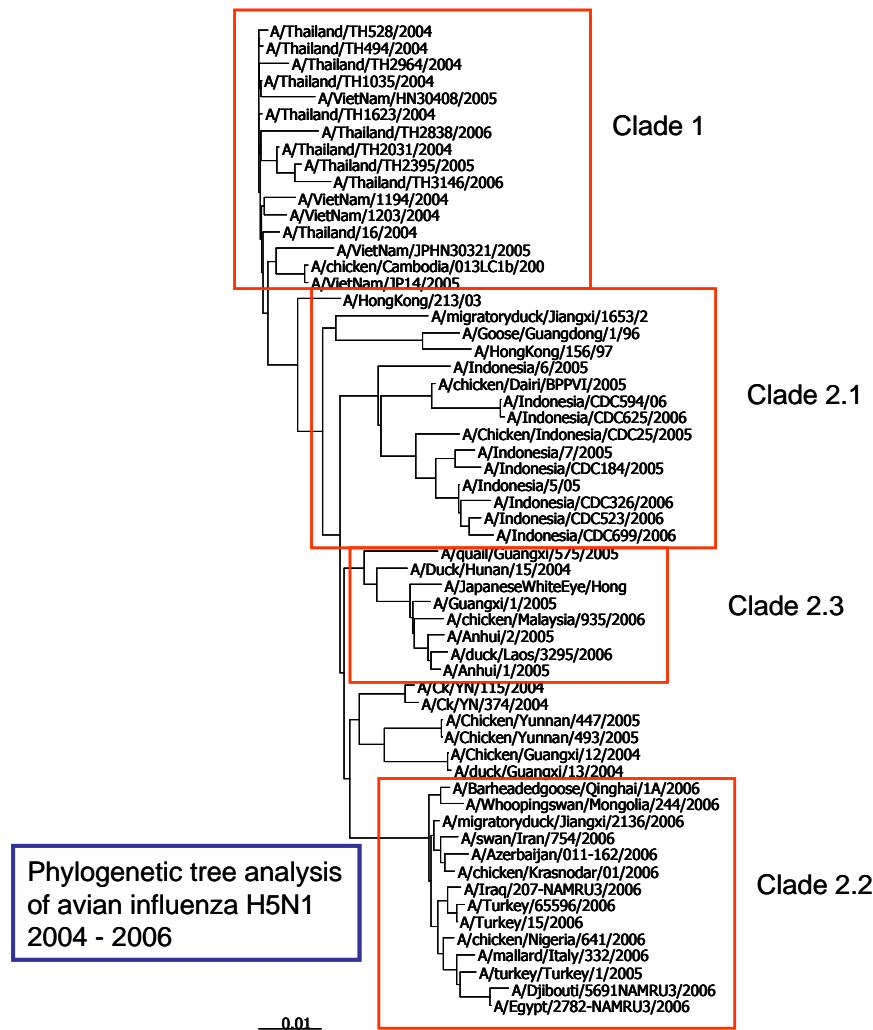 A/Thailand/TH528/2004
A/Thailand/TH494/2004
A/Thailand/TH2964/2004
A/Thailand/TH1035/2004
A/VietNam/HN30408/2005
A/Thailand/TH1623/2004
A/Thailand/TH2838/2006
A/Thailand/TH2031/2004
A/Thailand/TH2395/2005
A/Thailand/TH3146/2006
A/VietNam/1194/2004
A/VietNam/1203/2004
A/Thailand/16/2004
A/VietNam/JPHN30321/2005
A/chicken/Cambodia/013LC1b/200
A/VietNam/JP14/2005
Clade 1
A/HongKong/213/03
A/migratoryduck/Jiangxi/1653/2
A/Goose/Guangdong/1/96
A/HongKong/156/97
A/Indonesia/6/2005
A/chicken/Dairi/BPPVI/2005
A/Indonesia/CDC594/06
A/Indonesia/CDC625/2006
A/Chicken/Indonesia/CDC25/2005
A/Indonesia/7/2005
A/Indonesia/CDC184/2005
A/Indonesia/5/05
A/Indonesia/CDC326/2006
A/Indonesia/CDC523/2006
A/Indonesia/CDC699/2006
Clade 2.1
A/quail/Guangxi/575/2005
A/Duck/Hunan/15/2004
A/JapaneseWhiteEye/Hong
A/Guangxi/1/2005
A/chicken/Malaysia/935/2006
A/Anhui/2/2005
A/duck/Laos/3295/2006
A/Anhui/1/2005
Clade 2.3
A/Ck/YN/115/2004
A/Ck/YN/374/2004
A/Chicken/Yunnan/447/2005
A/Chicken/Yunnan/493/2005
A/Chicken/Guangxi/12/2004
A/duck/Guangxi/13/2004
A/Barheadedgoose/Qinghai/1A/2006
A/Whoopingswan/Mongolia/244/2006
A/migratoryduck/Jiangxi/2136/2006
A/swan/Iran/754/2006
A/Azerbaijan/011-162/2006
A/chicken/Krasnodar/01/2006
A/Iraq/207-NAMRU3/2006
A/Turkey/65596/2006
A/Turkey/15/2006
A/chicken/Nigeria/641/2006
A/mallard/Italy/332/2006
A/turkey/Turkey/1/2005
A/Djibouti/5691NAMRU3/2006
A/Egypt/2782-NAMRU3/2006
Clade 2.2
Phylogenetic tree analysis
of avian influenza H5N1
2004 - 2006
0.01